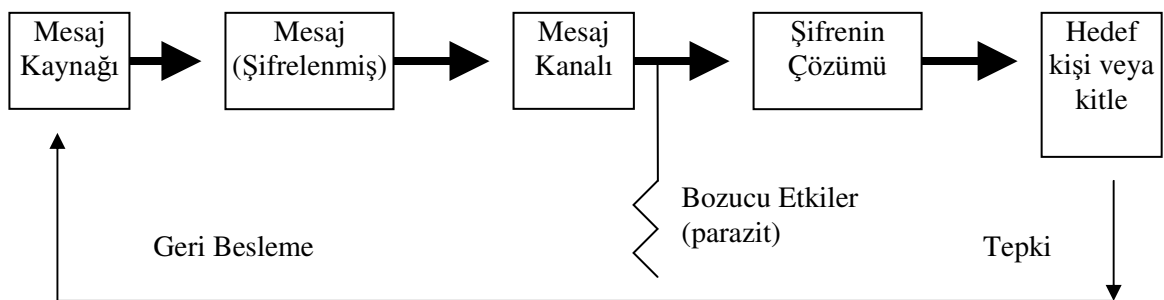 Mesaj
Kaynağı
Mesaj
(Şifrelenmiş)
Mesaj
Kanalı
Şifrenin
Çözümü
Hedef
kişi veya
kitle
Bozucu Etkiler
(parazit)
Geri Besleme
Tepki